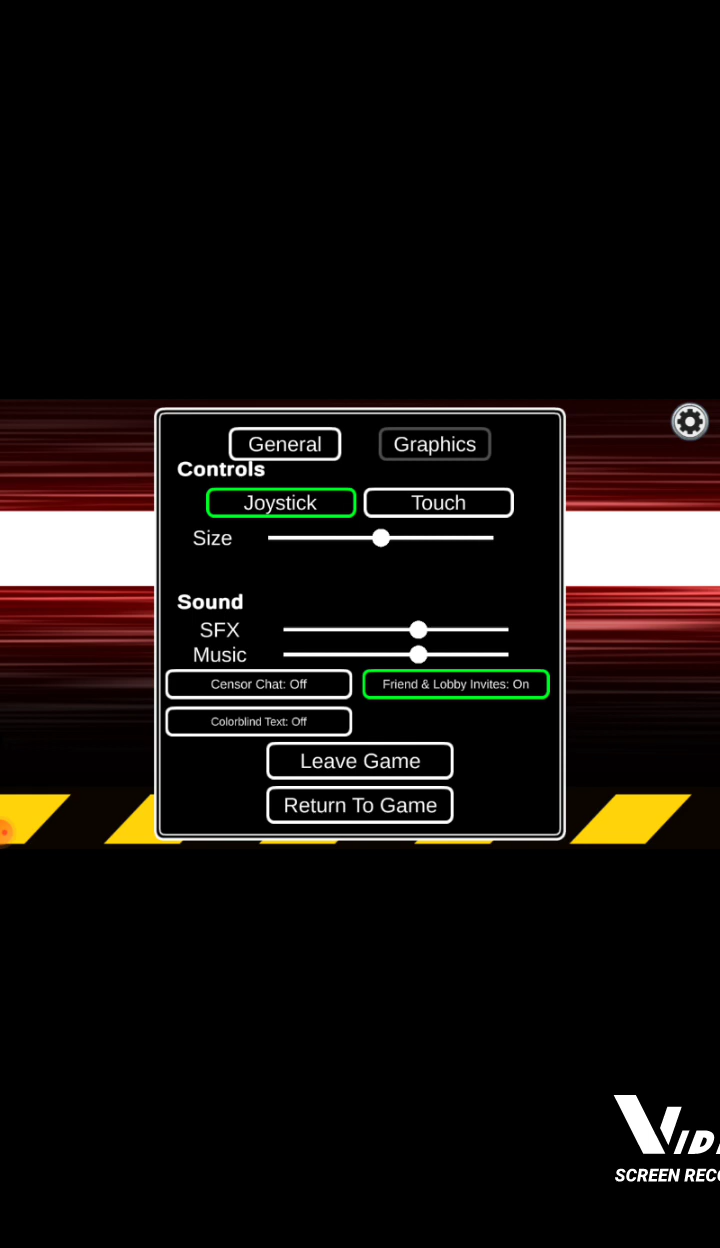 General
Graphics
Controls
Joystick
Touch
Size
Sound
SFX
Music
Censor Chat: Off
Friend & Lobby Invites: On
Colorblind Text: Off
Leave Game
Return To Game
SCREEN